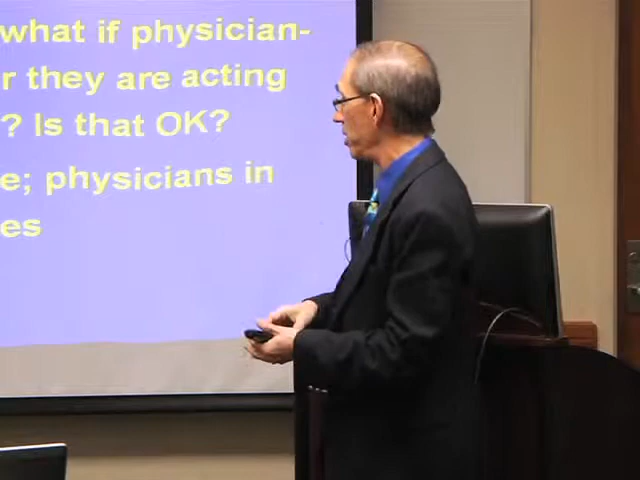 what if physician-
r they are acting
? Is that OK?
e; physicians in
es